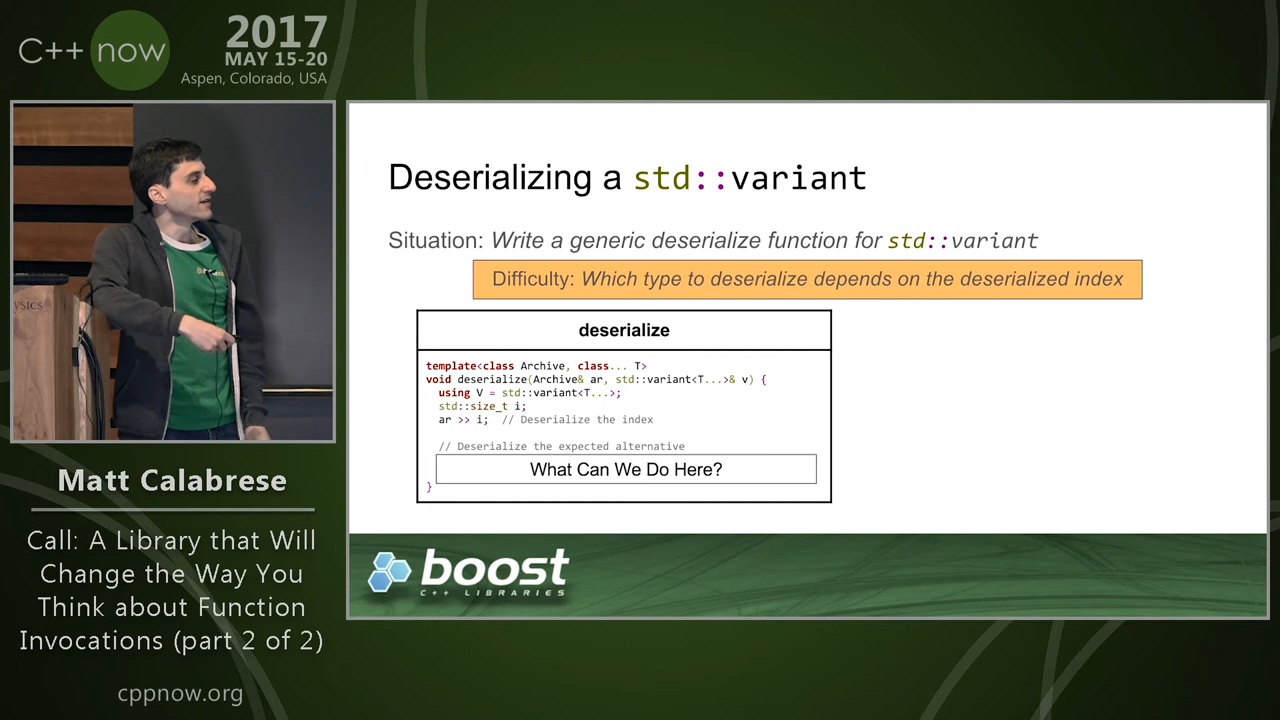 C++ now
2017
MAY 15-20
Aspen, Colorado, USA
Deserializing a std::variant
Situation: Write a generic deserialize function for std::variant
Difficulty: Which type to deserialize depends on the deserialized index
deserialize
template<class Archive, class... T>
void deserialize(Archive& ar, std::variant<T...>& v) {
using V = std::variant<T...>;
std::size_t i;
ar >> i; // Deserialize the index
// Deserialize the expected alternative
What Can We Do Here?
}
boost
C++ LIBRARIES
Matt Calabrese
Call: A Library that Will
Change the Way You
Think about Function
Invocations (part 2 of 2)
cppnow.org